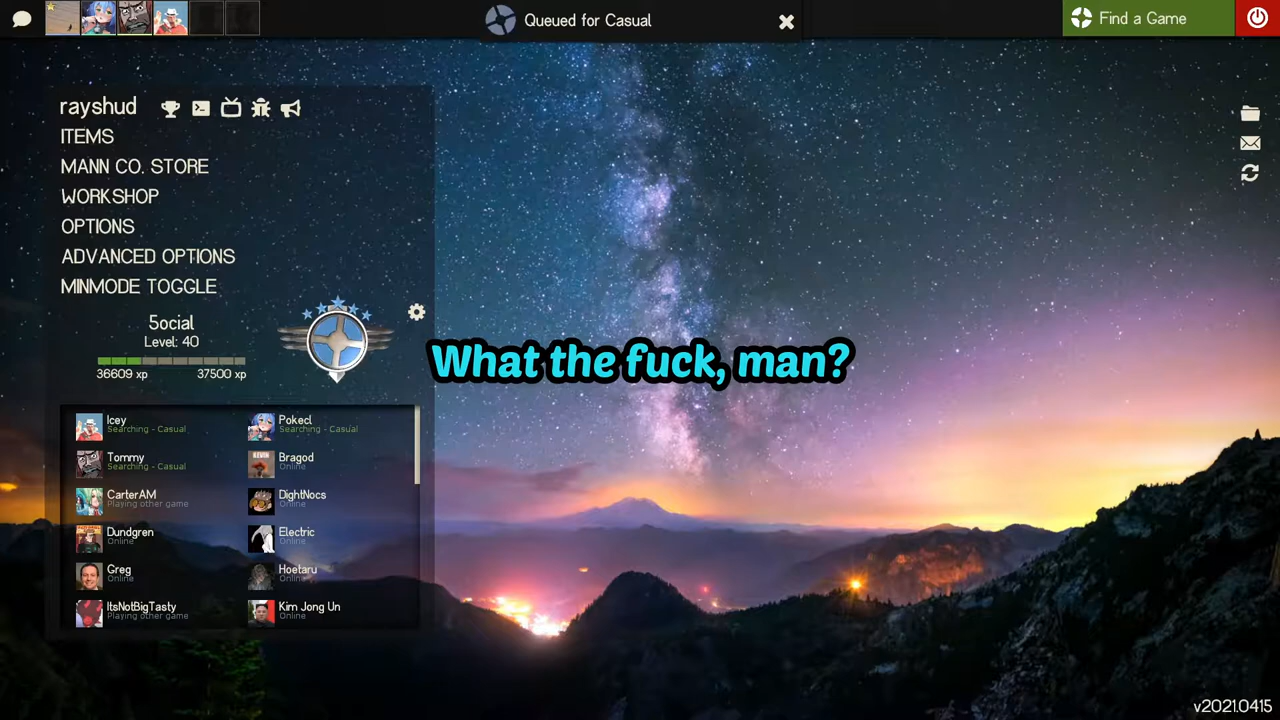 Queued for Casual
Find a Game
rayshud
ITEMS
MANN CO. STORE
WORKSHOP
OPTIONS
ADVANCED OPTIONS
MINMODE TOGGLE
5ocial
Level: 40
36609 xp 37500 xp
What the fuck, man?
Icey
Searching - Casual
Pokecl
Searching - Casual
Tommy
Searching - Casual
Bragod
Online
CarterAM
Playing other game
DightNocs
Online
Dundgren
Online
Electric
Online
Greg
Online
Hoetaru
Online
ItsNotBigTasty
Playing other game
Kim Jong Un
Online
v2021.0415